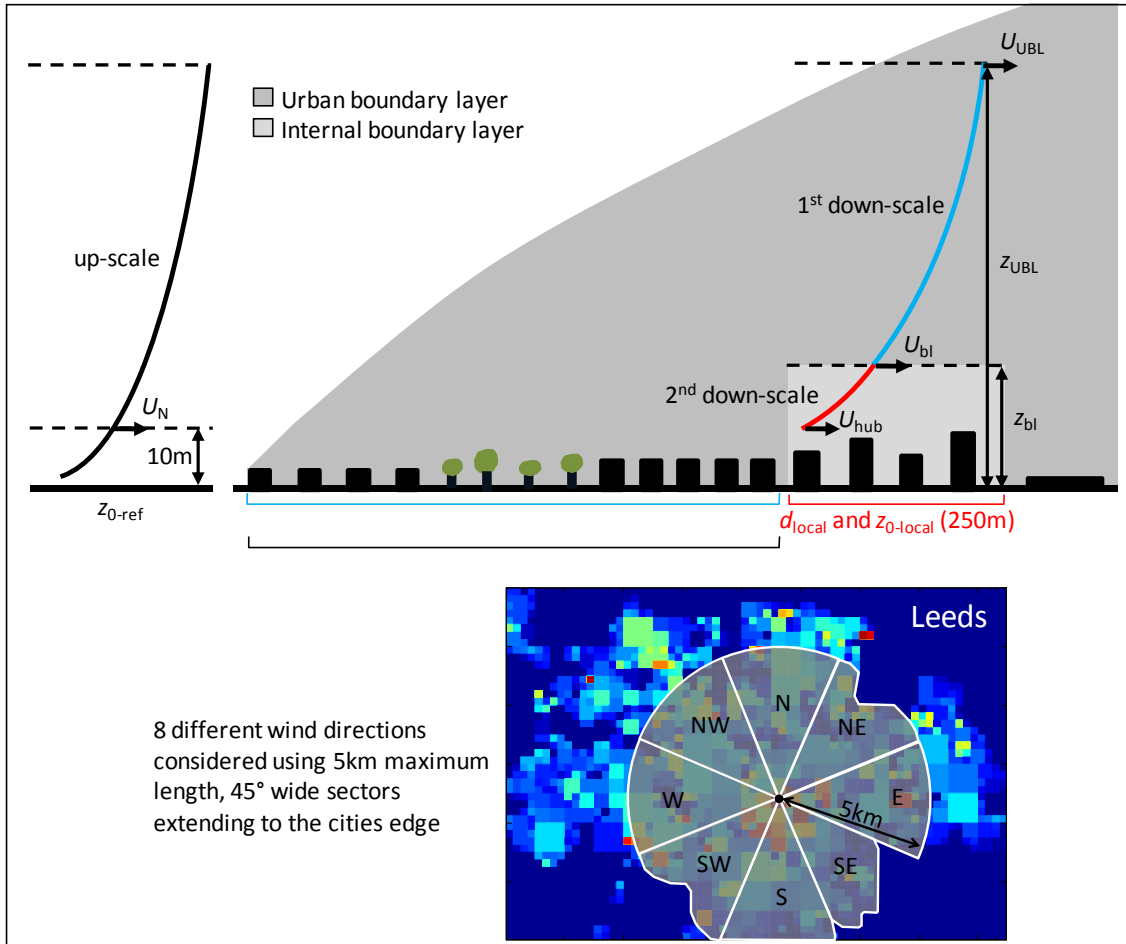 U_UBL
Urban boundary layer
Internal boundary layer
1st down-scale
up-scale
z_UBL
U_bl
2nd down-scale
U_N
U_hub
z_bl
10m
z_0-ref
d_local and z_0-local (250m)
Leeds
N
NW
NE
W
E
5km
SW
SE
S
8 different wind directions
considered using 5km maximum
length, 45° wide sectors
extending to the cities edge